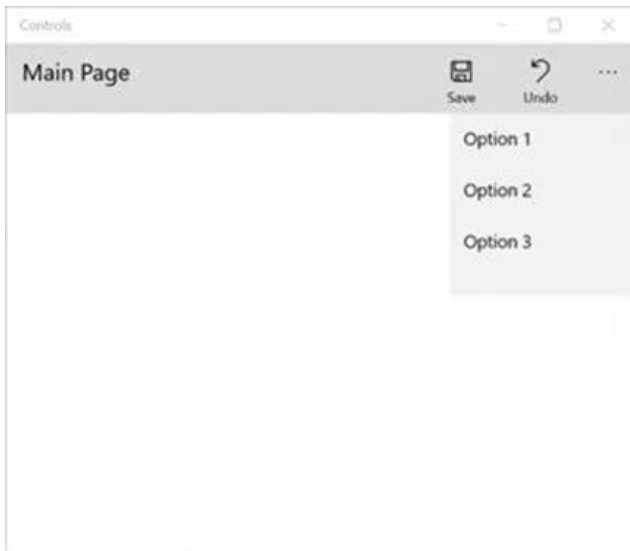 Controls
Main Page
Save
Undo
...
Option 1
Option 2
Option 3